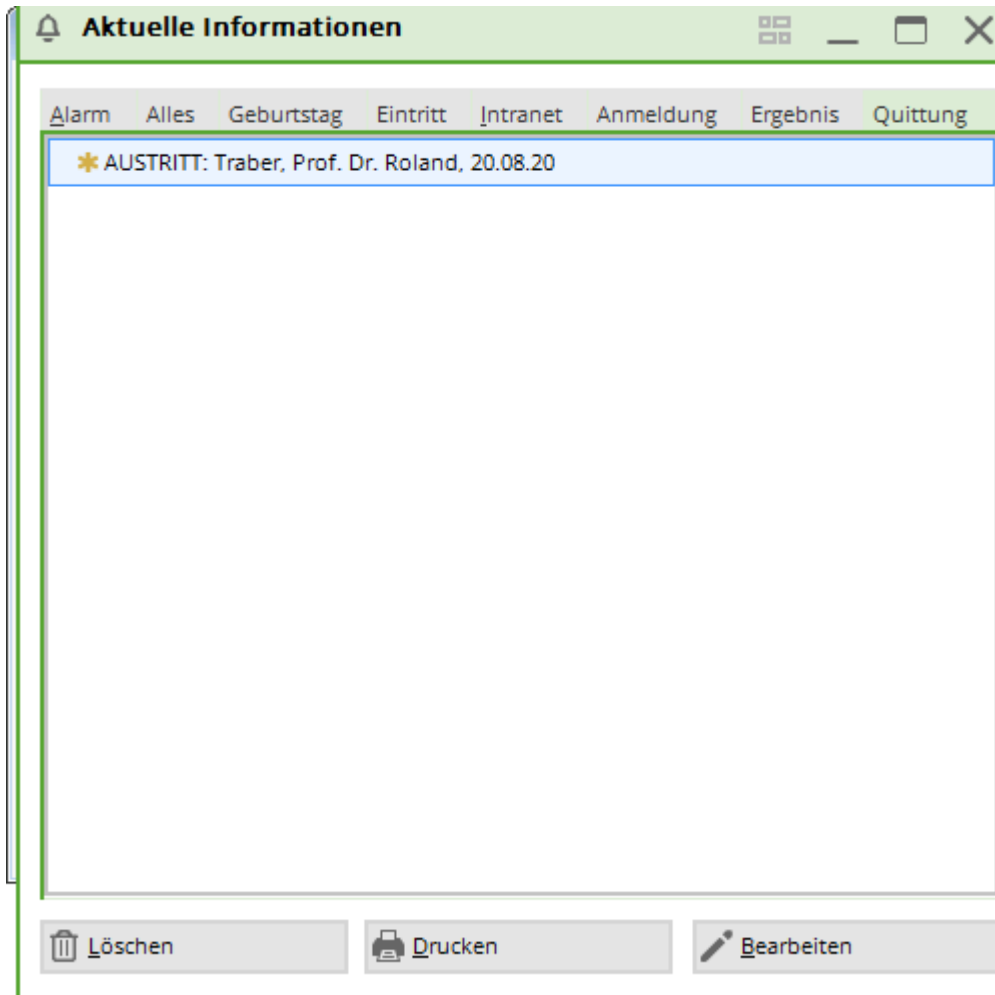 Aktuelle Informationen
Alarm Alles Geburtstag Eintritt Intranet Anmeldung Ergebnis Quittung
AUSTRITT: Traber, Prof. Dr. Roland, 20.08.20
Löschen Drucken Bearbeiten